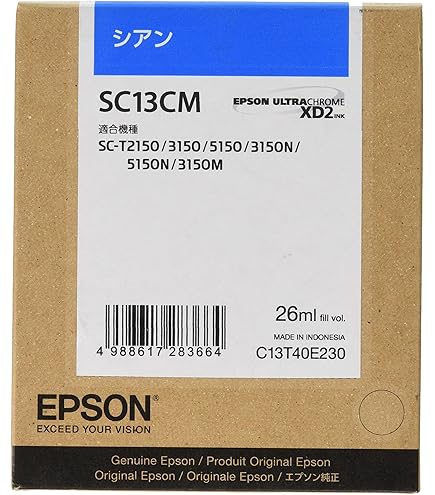 シアン
SC13CM
EPSON ULTRACHROME
XD2 INK
適合機種
SC-T2150/3150/5150/3150N/
5150N/3150M
26ml fill vol.
MADE IN INDONESIA
4 988617 283664
C13T40E230
EPSON®
EXCEED YOUR VISION
Genuine Epson / Produit Original Epson
Original Epson / Originale Epson / エプソン純正